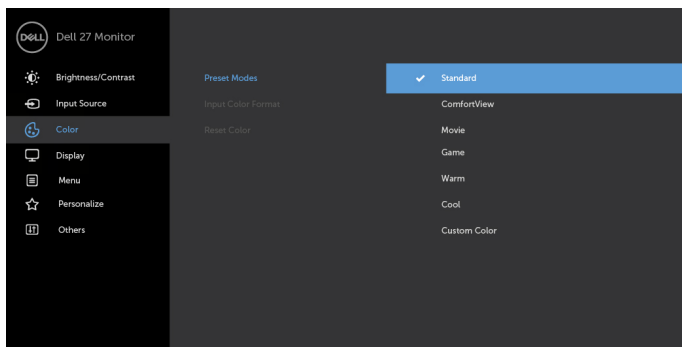 DELL Dell 27 Monitor
Brightness/Contrast
Input Source
Color
Display
Menu
Personalize
Others
Preset Modes
Input Color Format
Reset Color
Standard
ComfortView
Movie
Game
Warm
Cool
Custom Color